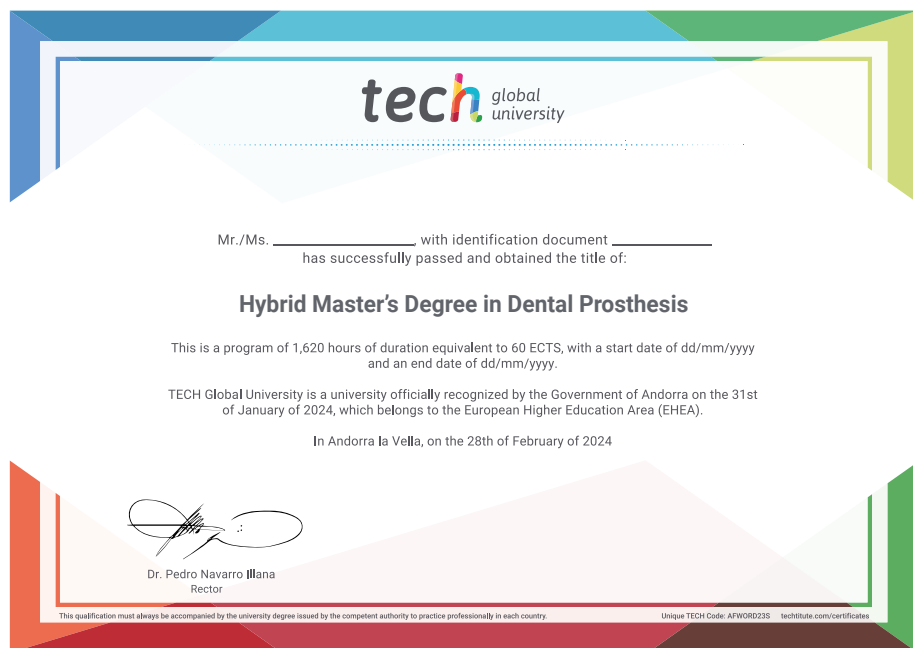 tech global
university
Mr./Ms. ____________, with identification document ____________
has successfully passed and obtained the title of:
Hybrid Master’s Degree in Dental Prosthesis
This is a program of 1,620 hours of duration equivalent to 60 ECTS, with a start date of dd/mm/yyyy
and an end date of dd/mm/yyyy.
TECH Global University is a university officially recognized by the Government of Andorra on the 31st
of January of 2024, which belongs to the European Higher Education Area (EHEA).
In Andorra la Vella, on the 28th of February of 2024
Dr. Pedro Navarro Illana
Rector
This qualification must always be accompanied by the university degree issued by the competent authority to practice professionally in each country. Unique TECH Code: AFWORD23S techtitute.com/certificates